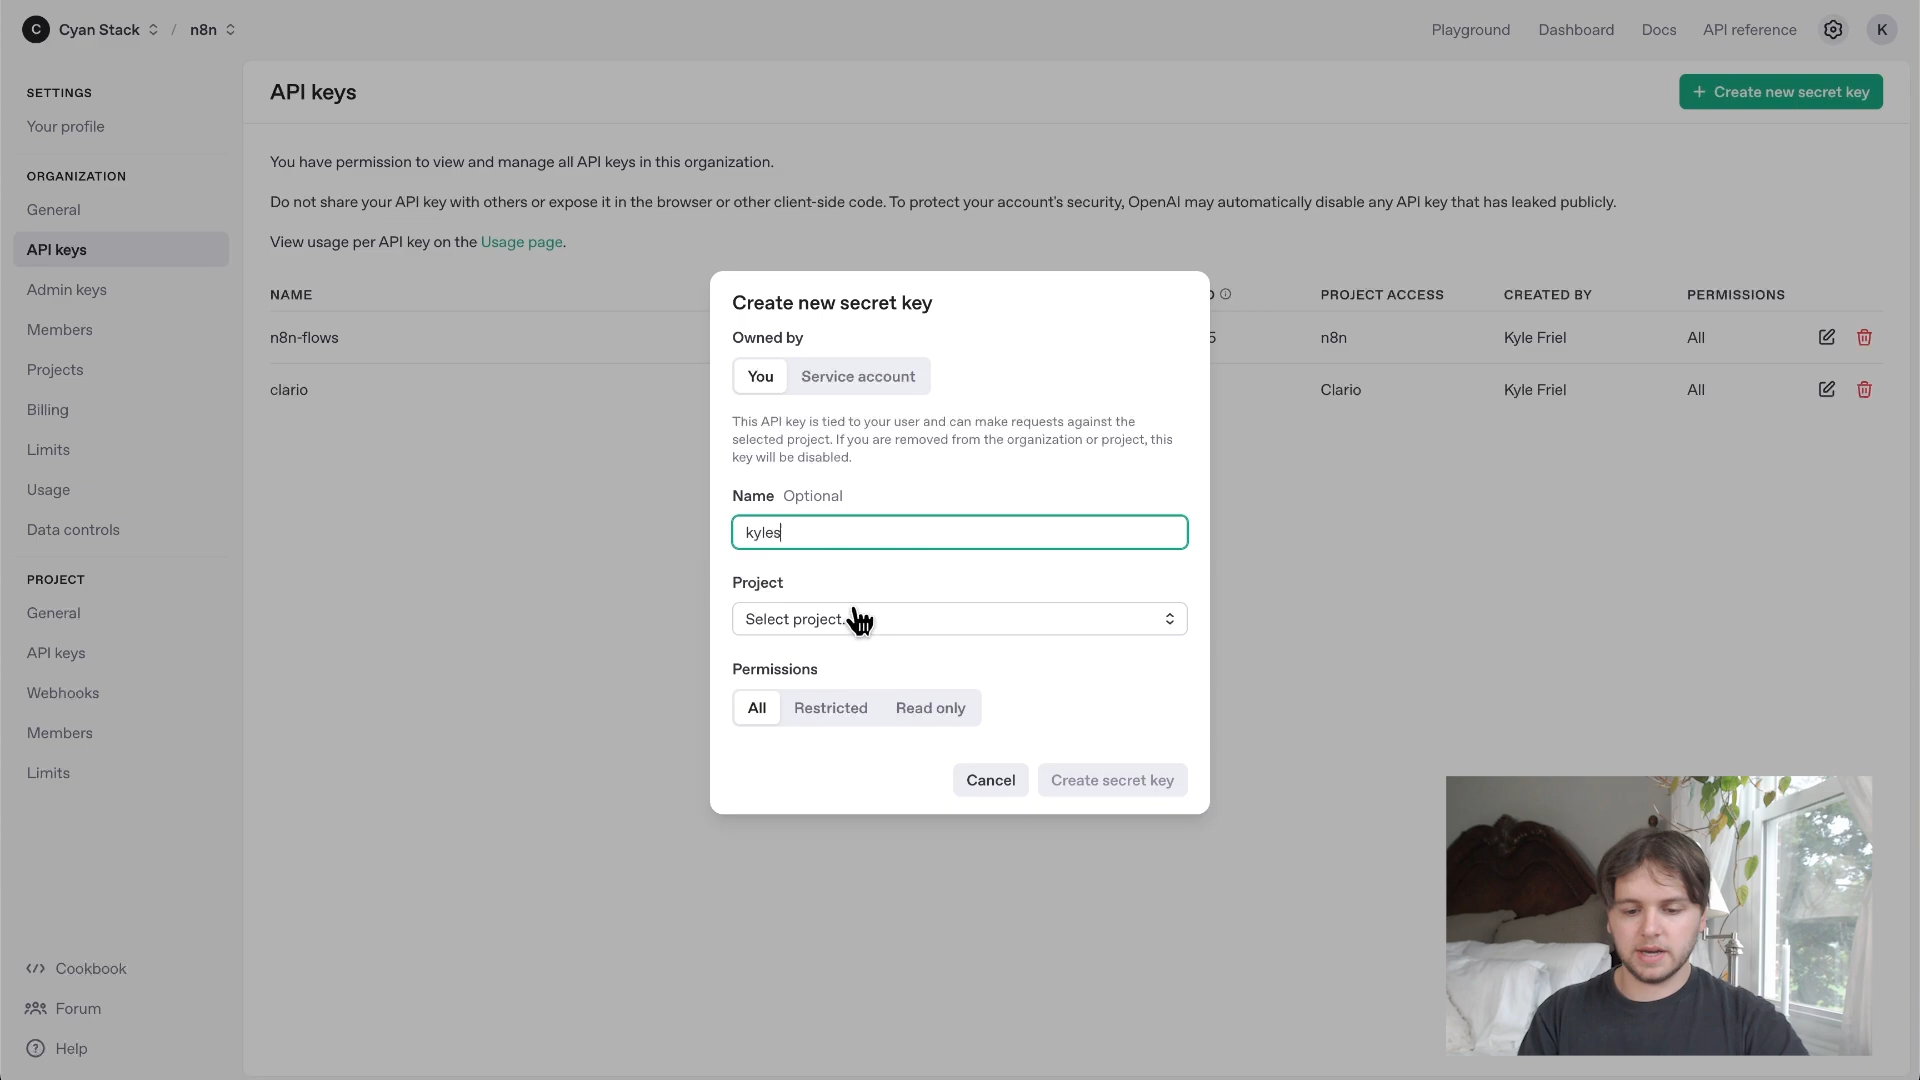 C Cyan Stack / n8n
Playground Dashboard Docs API reference K
SETTINGS
Your profile
ORGANIZATION
General
API keys
Admin keys
Members
Projects
Billing
Limits
Usage
Data controls
PROJECT
General
API keys
Webhooks
Members
Limits
Cookbook
Forum
Help
API keys
+ Create new secret key
You have permission to view and manage all API keys in this organization.
Do not share your API key with others or expose it in the browser or other client-side code. To protect your account's security, OpenAI may automatically disable any API key that has leaked publicly.
View usage per API key on the Usage page.
NAME PROJECT ACCESS CREATED BY PERMISSIONS
n8n-flows n8n Kyle Friel All
clario Clario Kyle Friel All
Create new secret key
Owned by
You Service account
This API key is tied to your user and can make requests against the
selected project. If you are removed from the organization or project, this
key will be disabled.
Name Optional
kyles
Project
Select project.
Permissions
All Restricted Read only
Cancel Create secret key